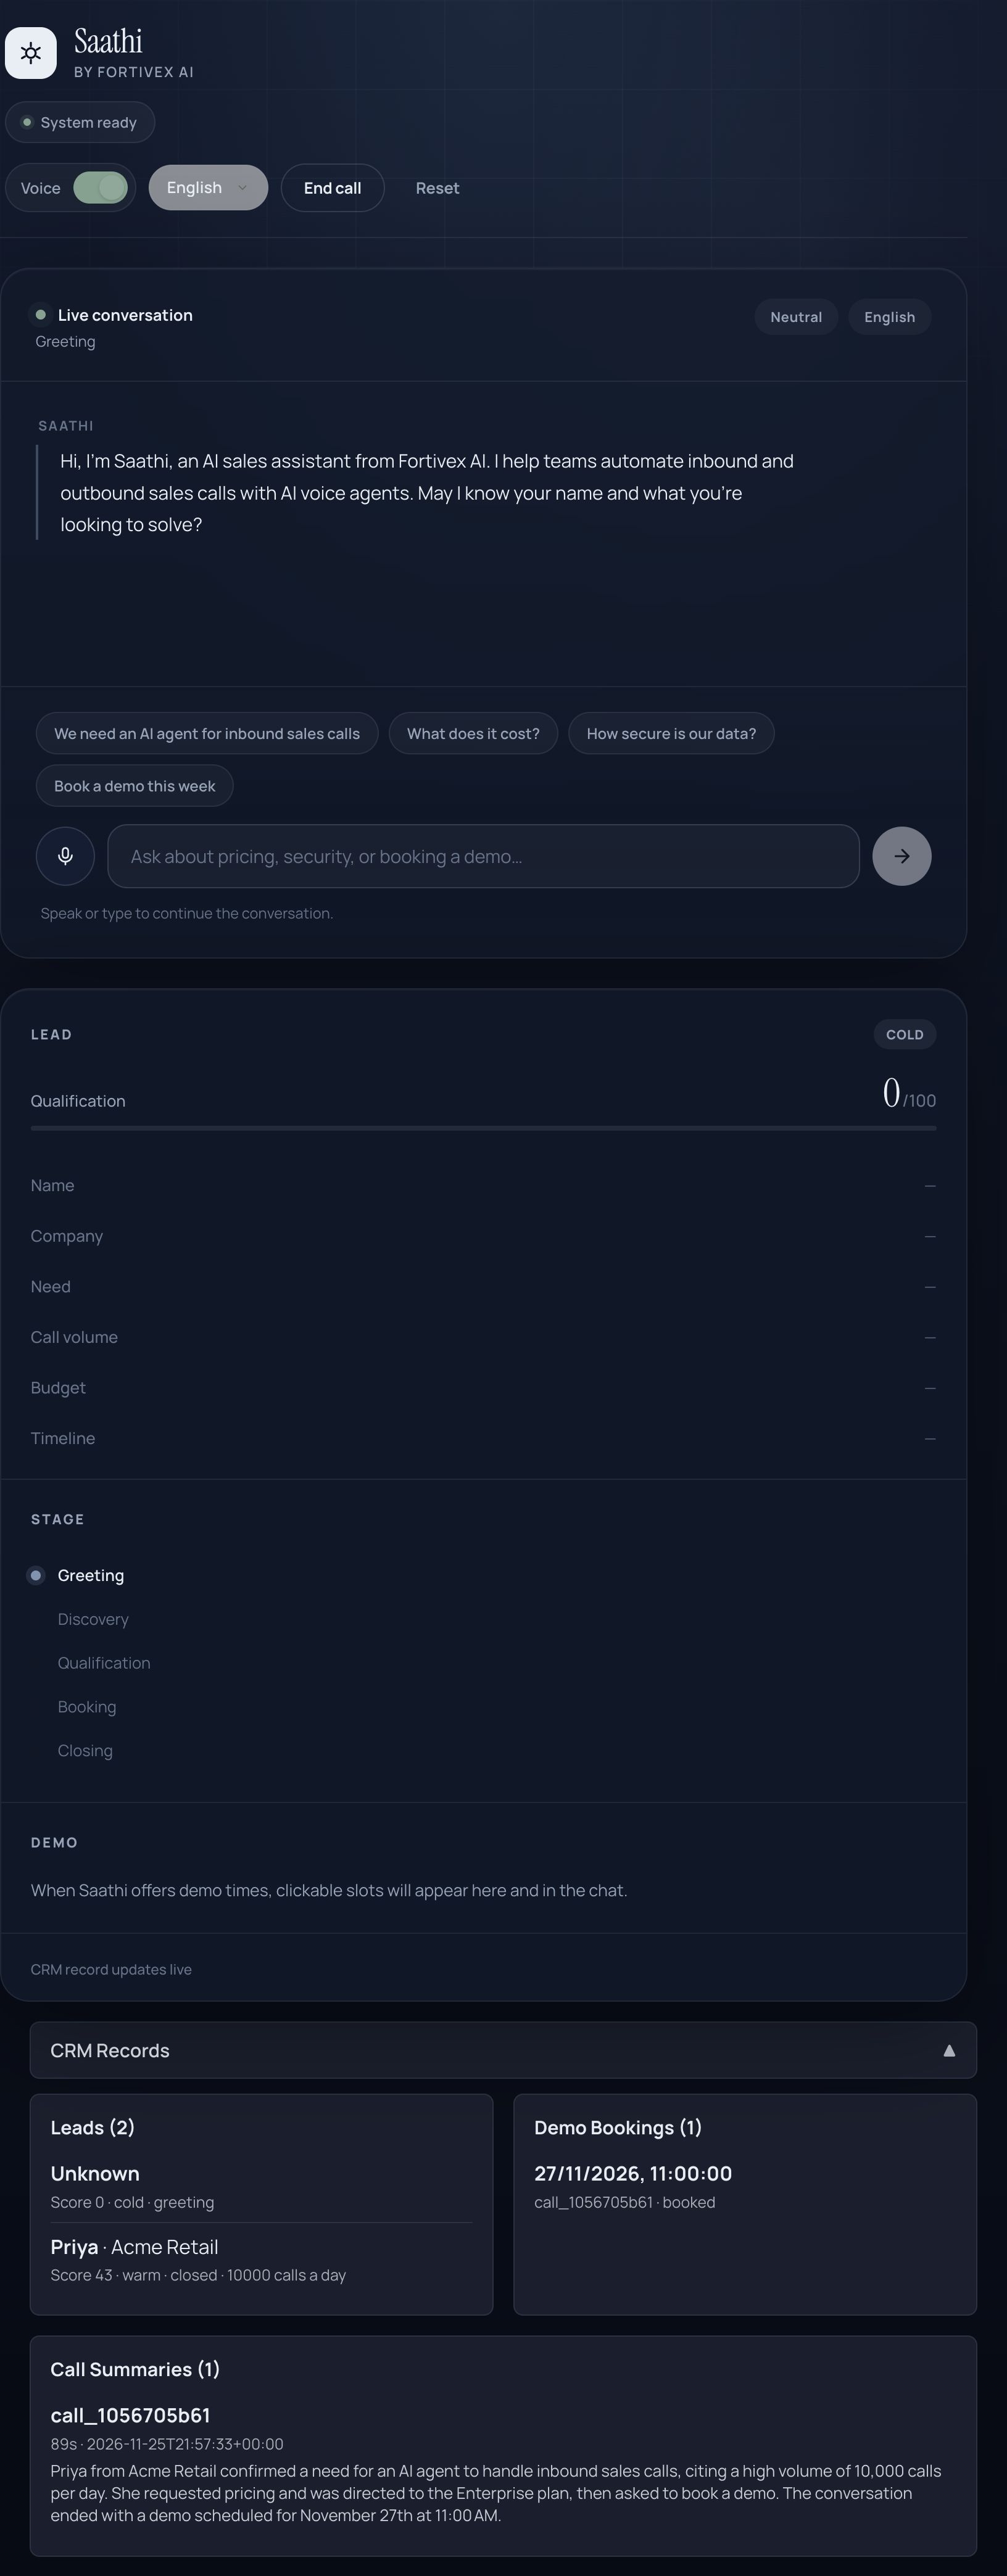 Saathi
BY FORTIVEX AI
System ready
Voice
English
End call
Reset
Live conversation
Greeting
Neutral
English
SAATHI
Hi, I'm Saathi, an AI sales assistant from Fortivex AI. I help teams automate inbound and
outbound sales calls with AI voice agents. May I know your name and what you're
looking to solve?
We need an AI agent for inbound sales calls
What does it cost?
How secure is our data?
Book a demo this week
Ask about pricing, security, or booking a demo...
Speak or type to continue the conversation.
LEAD
COLD
Qualification
0/100
Name —
Company —
Need —
Call volume —
Budget —
Timeline —
STAGE
Greeting
Discovery
Qualification
Booking
Closing
DEMO
When Saathi offers demo times, clickable slots will appear here and in the chat.
CRM record updates live
CRM Records
Leads (2)
Unknown
Score 0 · cold · greeting
Priya · Acme Retail
Score 43 · warm · closed · 10000 calls a day
Demo Bookings (1)
27/11/2026, 11:00:00
call_1056705b61 · booked
Call Summaries (1)
call_1056705b61
89s · 2026-11-25T21:57:33+00:00
Priya from Acme Retail confirmed a need for an AI agent to handle inbound sales calls, citing a high volume of 10,000 calls
per day. She requested pricing and was directed to the Enterprise plan, then asked to book a demo. The conversation
ended with a demo scheduled for November 27th at 11:00 AM.